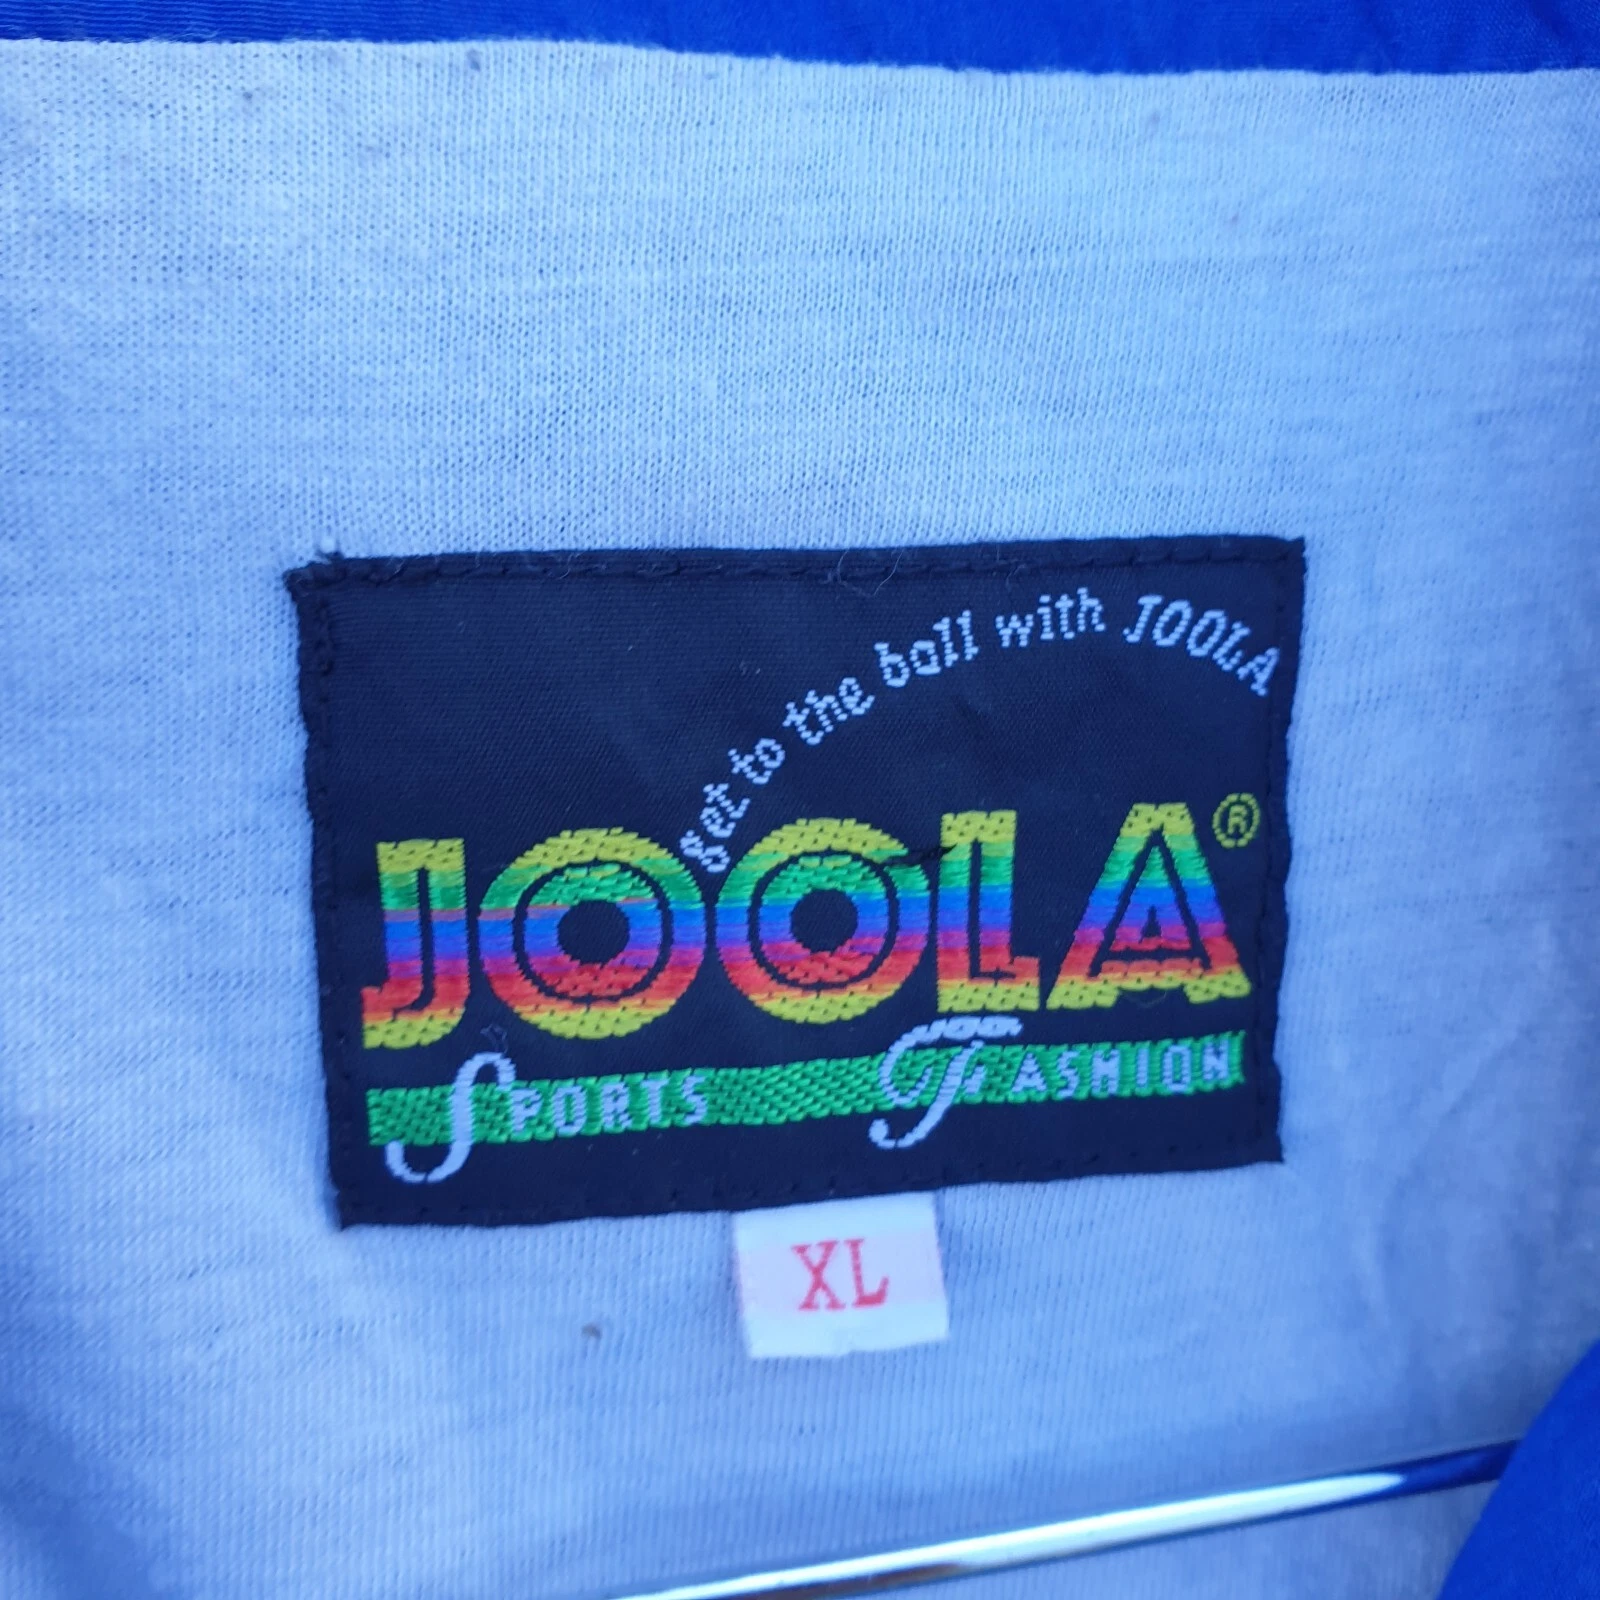 get to the ball with JOOLA
JOOLA®
SPORTS FASHION
XL